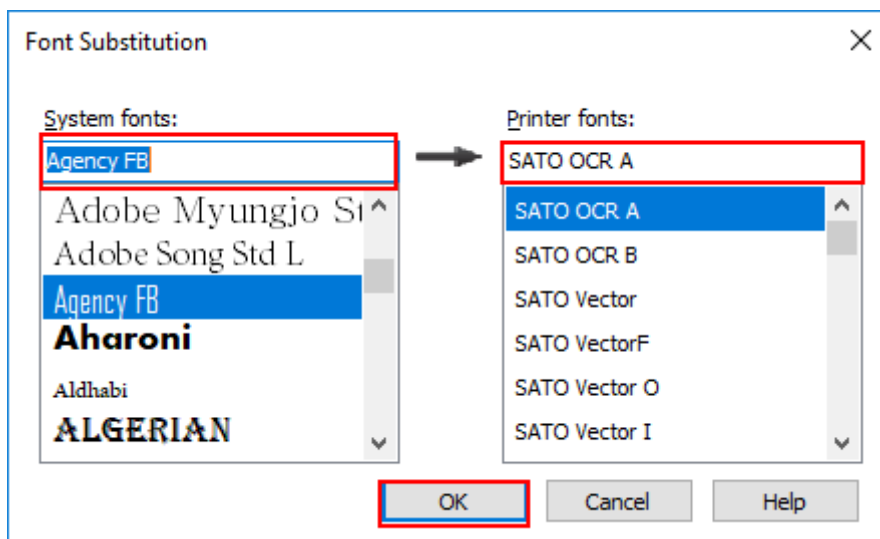 Font Substitution
System fonts:
Agency FB
Adobe Myungjo St
Adobe Song Std L
Agency FB
Aharoni
Aldhabi
ALGERIAN
Printer fonts:
SATO OCR A
SATO OCR A
SATO OCR B
SATO Vector
SATO VectorF
SATO Vector O
SATO Vector I
OK
Cancel
Help